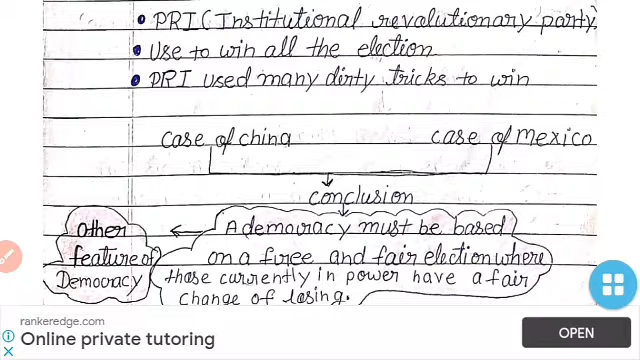 PRI (Institutional revolutionary party)
Use to win all the election
PRI used many dirty tricks to win
case of china
case of mexico
conclusion
A democracy must be based
on a free and fair election where
those currently in power have a fair
change of losing.
Other
feature of
Democracy
rankeredge.com
Online private tutoring
OPEN